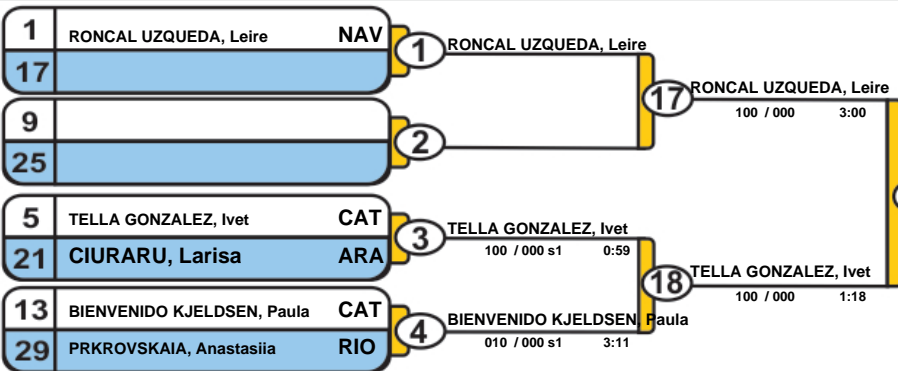 1 RONCAL UZQUEDA, Leire NAV
17
1 RONCAL UZQUEDA, Leire
17 RONCAL UZQUEDA, Leire
100 / 000 3:00
9
25
2
5 TELLA GONZALEZ, Ivet CAT
21 CIURARU, Larisa ARA
3 TELLA GONZALEZ, Ivet
100 / 000 s1 0:59
18 TELLA GONZALEZ, Ivet
100 / 000 1:18
13 BIENVENIDO KJELDSEN, Paula CAT
29 PRKROVSKAIA, Anastasiia RIO
4 BIENVENIDO KJELDSEN, Paula
010 / 000 s1 3:11